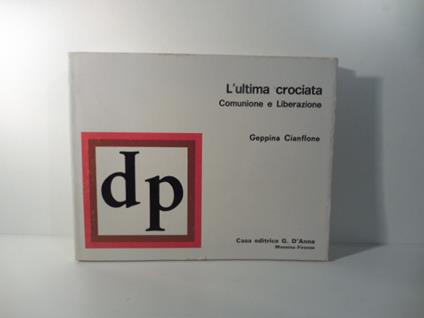 L'ultima crociata
Comunione e Liberazione
Geppina Cianflone
dp
Casa editrice G. D'Anna
Messina-Firenze